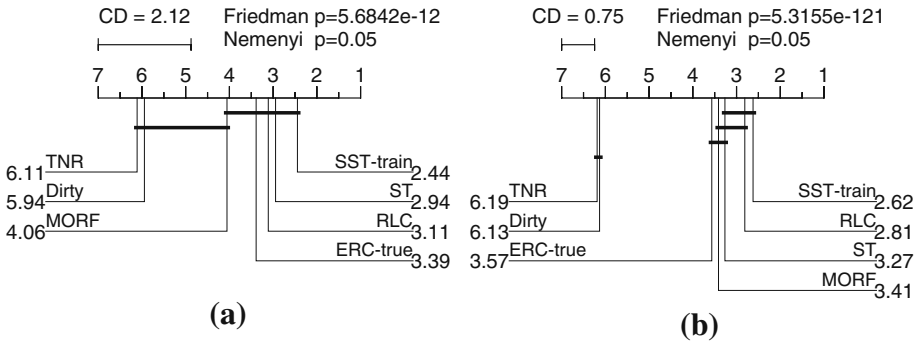 CD = 2.12 Friedman p=5.6842e-12
Nemenyi p=0.05
7 6 5 4 3 2 1
6.11 TNR SST-train 2.44
5.94 Dirty ST 2.94
4.06 MORF RLC 3.11
ERC-true 3.39
(a)
CD = 0.75 Friedman p=5.3155e-121
Nemenyi p=0.05
7 6 5 4 3 2 1
6.19 TNR SST-train 2.62
6.13 Dirty RLC 2.81
3.57 ERC-true ST 3.27
MORF 3.41
(b)